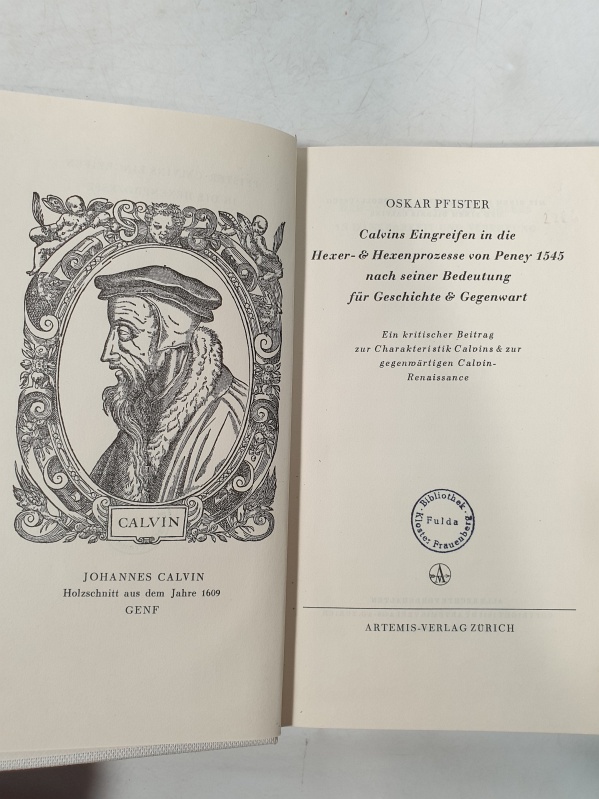 CALVIN
JOHANNES CALVIN
Holzschnitt aus dem Jahre 1609
GENF
OSKAR PFISTER
Calvins Eingreifen in die
Hexer- & Hexenprozesse von Peney 1545
nach seiner Bedeutung
für Geschichte & Gegenwart
Ein kritischer Beitrag
zur Charakteristik Calvins & zur
gegenwärtigen Calvin-
Renaissance
Bibliothek
Fulda
Kloster Frauenberg
ARTEMIS-VERLAG ZÜRICH